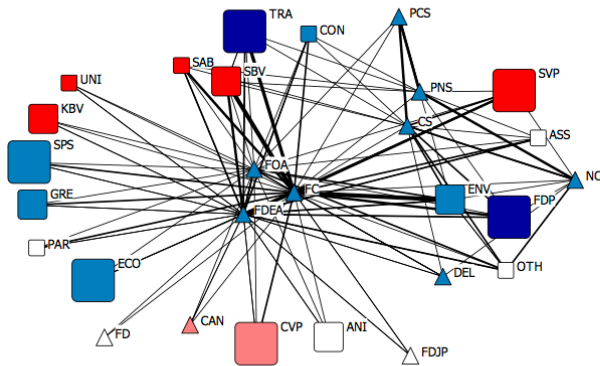 TRA
PCS
CON
SAB
SBV
SVP
UNI
PNS
KBV
CS
ASS
SPS
FOA
NC
FC
ENV
GRE
FDEA
FDP
PAR
OTH
ECO
DEL
CAN
CVP
ANI
FD
FDJP